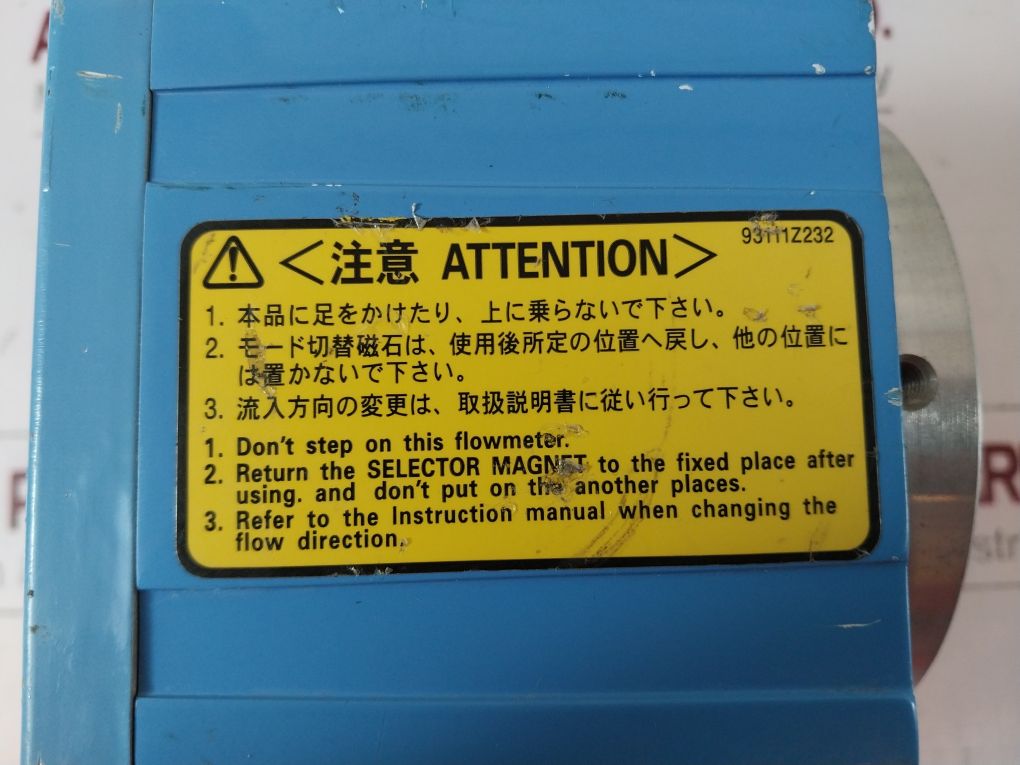 <注意 ATTENTION>
93111Z232
1. 本品に足をかけたり、上に乗らないで下さい。
2. モード切替磁石は、使用後所定の位置へ戻し、他の位置に
は置かないで下さい。
3. 流入方向の変更は、取扱説明書に従い行って下さい。
1. Don't step on this flowmeter.
2. Return the SELECTOR MAGNET to the fixed place after
using. and don't put on the another places.
3. Refer to the Instruction manual when changing the
flow direction.